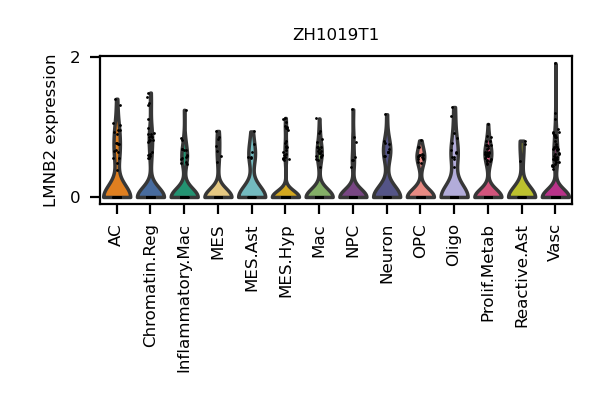 ZH1019T1
LMNB2 expression
2
0
AC
Chromatin.Reg
Inflammatory.Mac
MES
MES.Ast
MES.Hyp
Mac
NPC
Neuron
OPC
Oligo
Prolif.Metab
Reactive.Ast
Vasc